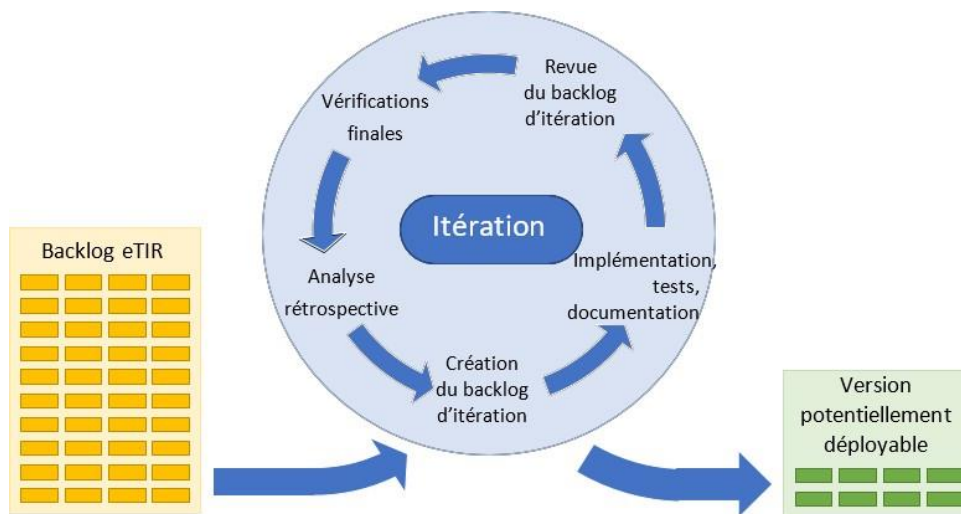 Revue
du backlog
d'itération
Vérifications
finales
Itération
Backlog eTIR
Analyse
rétrospective
Implémentation,
tests,
documentation
Création
du backlog
d'itération
Version
potentiellement
déployable